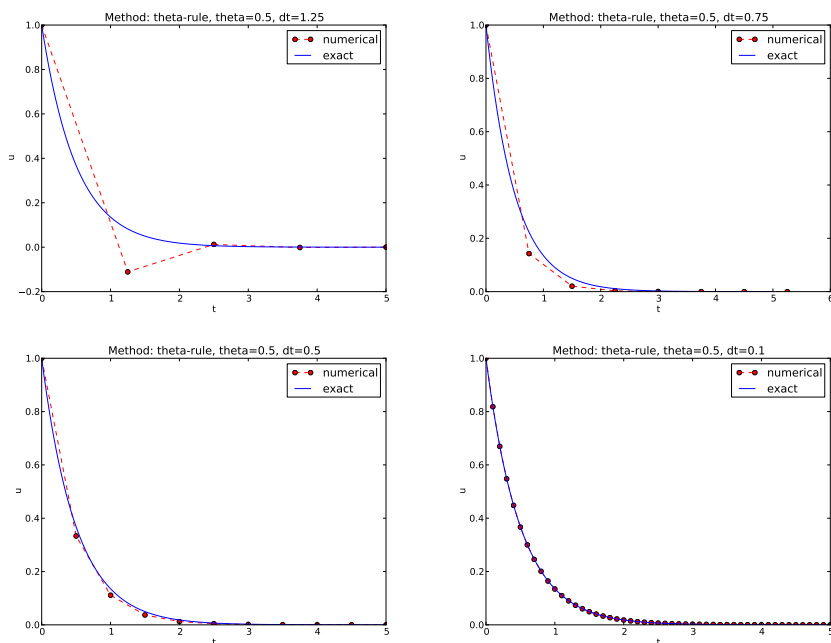 Method: theta-rule, theta=0.5, dt=1.25
1.0
0.8
0.6
0.4
0.2
0.0
−0.2
u
0 1 2 3 4 5
t
numerical
exact
Method: theta-rule, theta=0.5, dt=0.75
1.0
0.8
0.6
0.4
0.2
0.0
u
0 1 2 3 4 5 6
t
numerical
exact
Method: theta-rule, theta=0.5, dt=0.5
1.0
0.8
0.6
0.4
0.2
0.0
u
0 1 2 3 4 5
t
numerical
exact
Method: theta-rule, theta=0.5, dt=0.1
1.0
0.8
0.6
0.4
0.2
0.0
u
0 1 2 3 4 5
t
numerical
exact